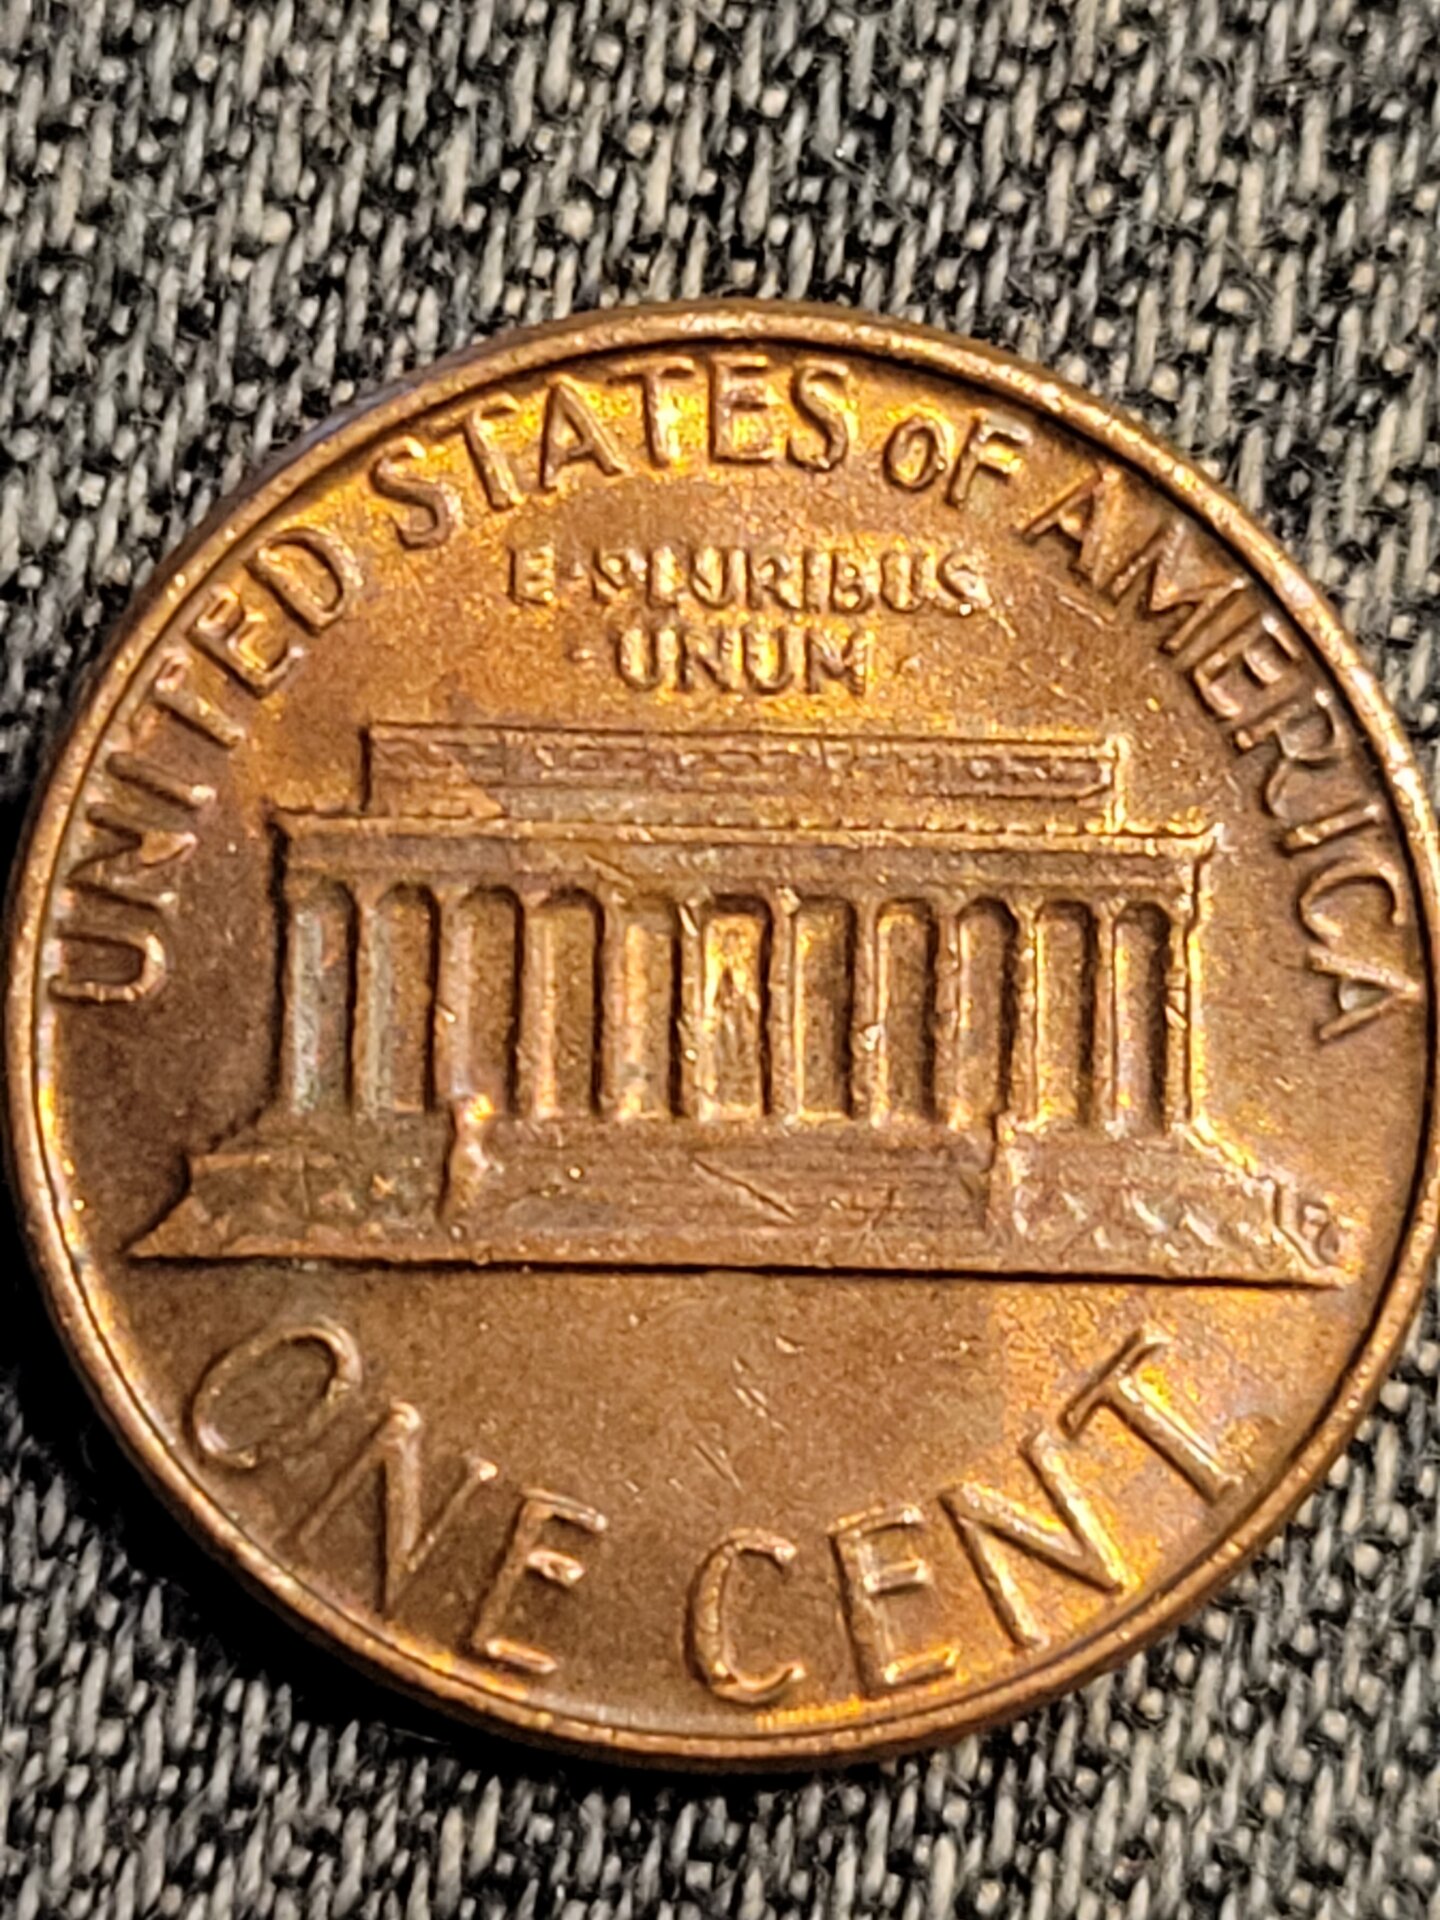 UNITED STATES OF AMERICA
E·PLURIBUS
·UNUM·
FG
ONE CENT